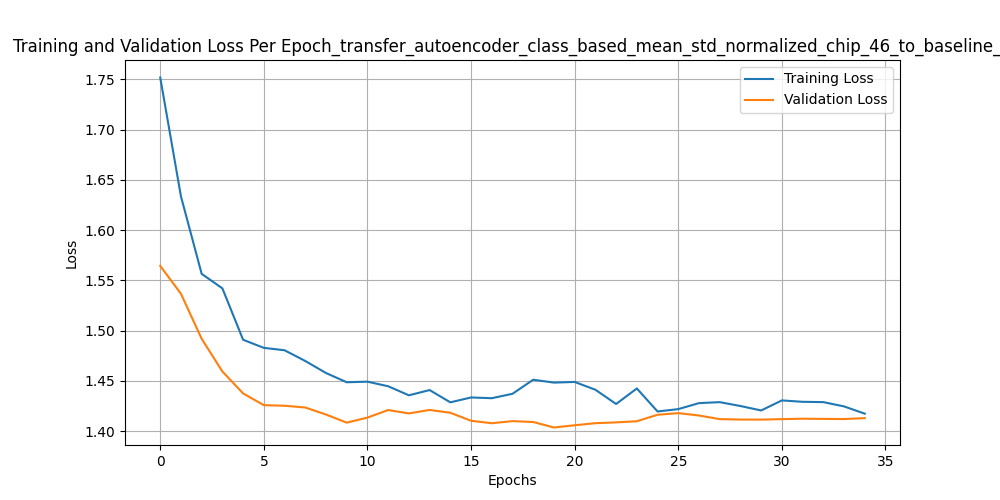 Training and Validation Loss Per Epoch_transfer_autoencoder_class_based_mean_std_normalized_chip_46_to_baseline_
Training Loss
Validation Loss
1.75
1.70
1.65
1.60
1.55
1.50
1.45
1.40
Loss
0 5 10 15 20 25 30 35
Epochs